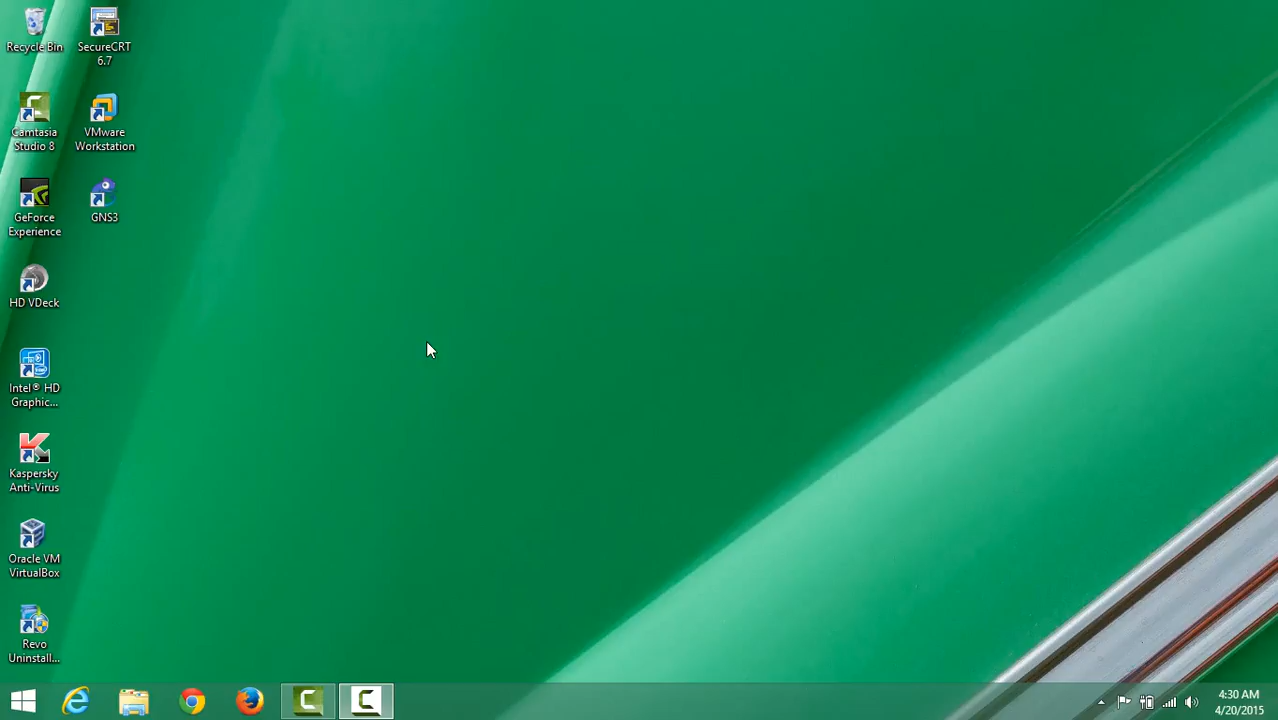 Recycle Bin
SecureCRT
6.7
Camtasia
Studio 8
VMware
Workstation
GeForce
Experience
GNS3
HD VDeck
Intel® HD
Graphic...
Kaspersky
Anti-Virus
Oracle VM
VirtualBox
Revo
Uninstall...
4:30 AM
4/20/2015